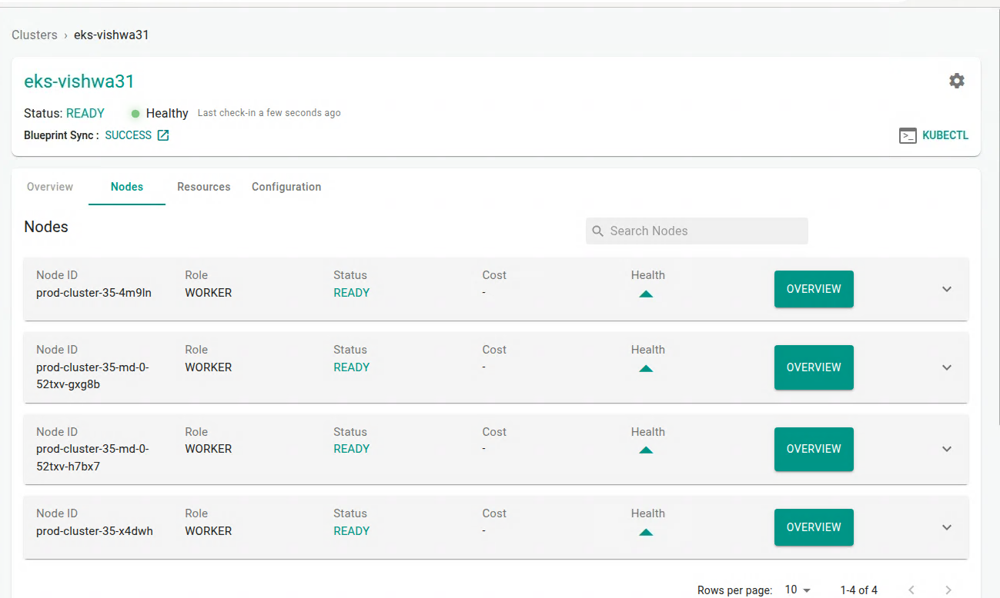 Clusters › eks-vishwa31
eks-vishwa31
Status: READY Healthy Last check-in a few seconds ago
Blueprint Sync : SUCCESS
>_ KUBECTL
Overview Nodes Resources Configuration
Nodes
Search Nodes
Node ID Role Status Cost Health
prod-cluster-35-4m9ln WORKER READY - OVERVIEW
Node ID Role Status Cost Health
prod-cluster-35-md-0- WORKER READY - OVERVIEW
52txv-gxg8b
Node ID Role Status Cost Health
prod-cluster-35-md-0- WORKER READY - OVERVIEW
52txv-h7bx7
Node ID Role Status Cost Health
prod-cluster-35-x4dwh WORKER READY - OVERVIEW
Rows per page: 10 1-4 of 4